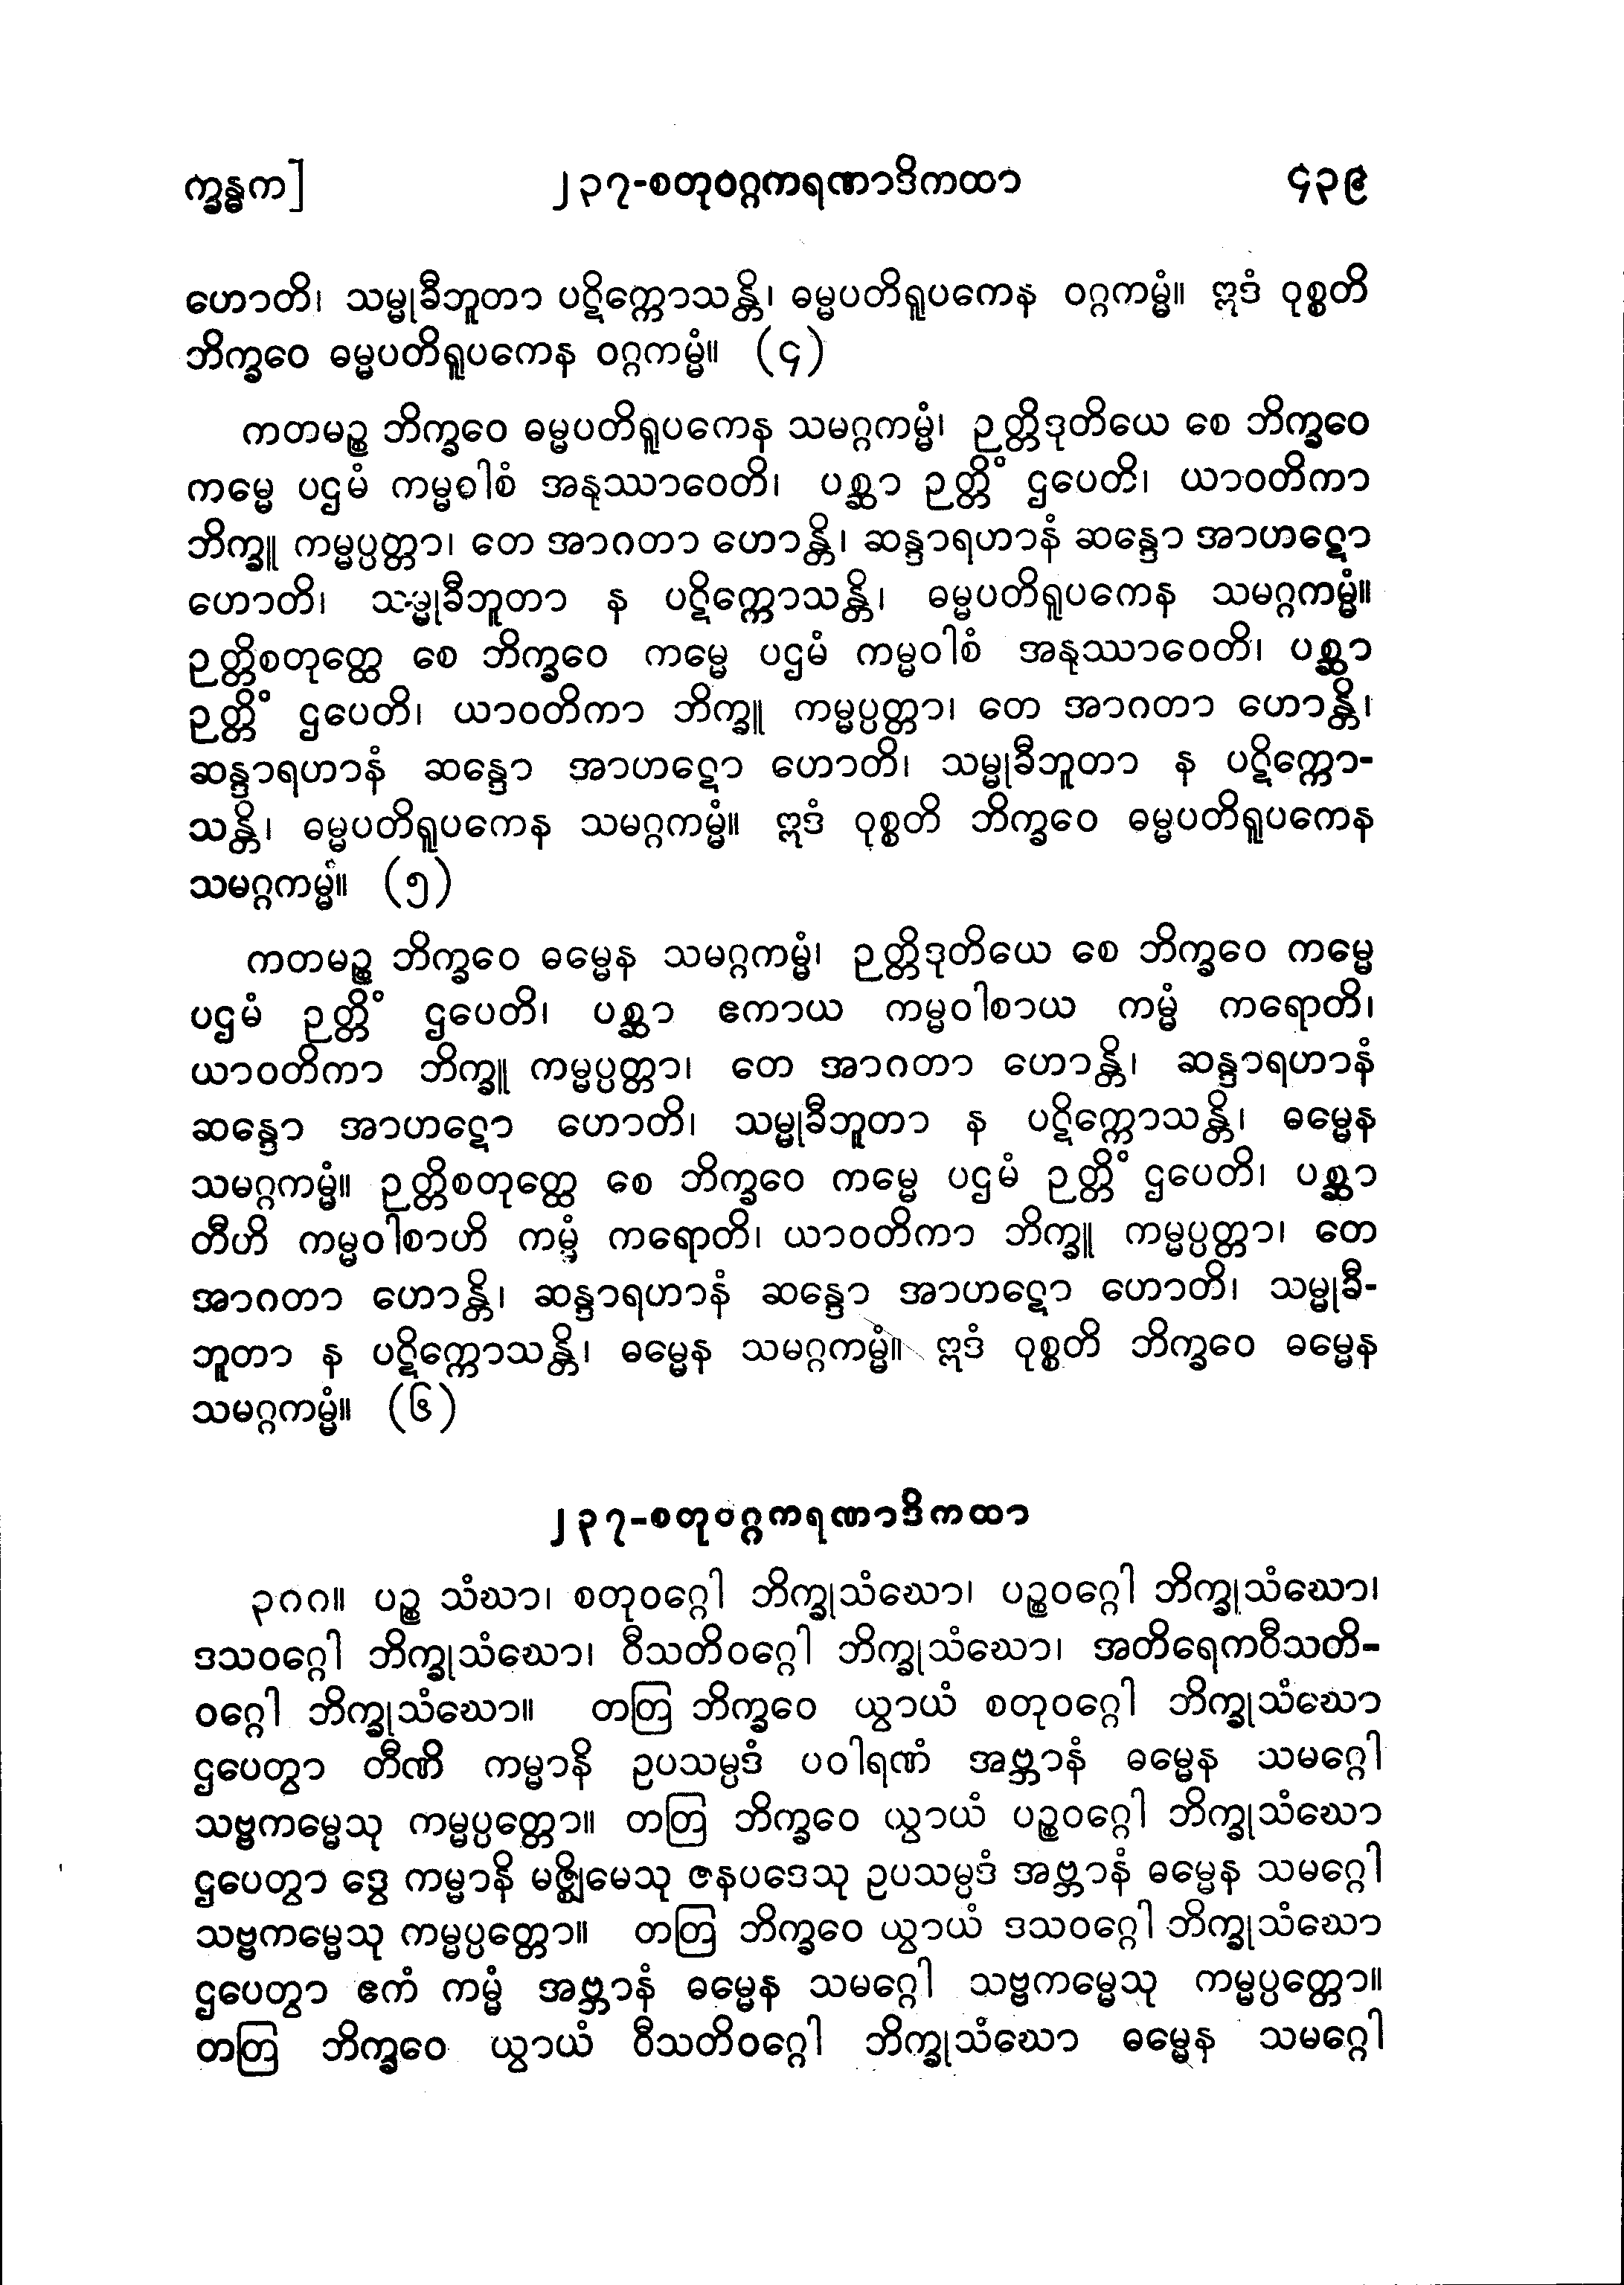 က္ခန္ဓက]
၂၃၇-စတုဝဂ္ဂကရဏာဒိကထာ
၄၃၉
ဟောတိ၊ သမ္မုခီဘူတာ ပဋိက္ကောသန္တိ၊ ဓမ္မပတိရူပကေန ဝဂ္ဂကမ္မံ။ ဣဒံ ဝုစ္စတိ
ဘိက္ခဝေ ဓမ္မပတိရူပကေန ဝဂ္ဂကမ္မံ။ (၄)
ကတမဉ္စ ဘိက္ခဝေ ဓမ္မပတိရူပကေန သမဂ္ဂကမ္မံ၊ ဉတ္တိဒုတိယေ စေ ဘိက္ခဝေ
ကမ္မေ ပဌမံ ကမ္မဝါစံ အနုဿာဝေတိ၊ ပစ္ဆာ ဉတ္တိံ ဌပေတိ၊ ယာဝတိကာ
ဘိက္ခူ ကမ္မပ္ပတ္တာ၊ တေ အာဂတာ ဟောန္တိ၊ ဆန္ဒာရဟာနံ ဆန္ဒော အာဟဋော
ဟောတိ၊ သမ္မုခီဘူတာ န ပဋိက္ကောသန္တိ၊ ဓမ္မပတိရူပကေန သမဂ္ဂကမ္မံ။
ဉတ္တိစတုတ္ထေ စေ ဘိက္ခဝေ ကမ္မေ ပဌမံ ကမ္မဝါစံ အနုဿာဝေတိ၊ ပစ္ဆာ
ဉတ္တိံ ဌပေတိ၊ ယာဝတိကာ ဘိက္ခူ ကမ္မပ္ပတ္တာ၊ တေ အာဂတာ ဟောန္တိ၊
ဆန္ဒာရဟာနံ ဆန္ဒော အာဟဋော ဟောတိ၊ သမ္မုခီဘူတာ န ပဋိက္ကော-
သန္တိ၊ ဓမ္မပတိရူပကေန သမဂ္ဂကမ္မံ။ ဣဒံ ဝုစ္စတိ ဘိက္ခဝေ ဓမ္မပတိရူပကေန
သမဂ္ဂကမ္မံ။ (၅)
ကတမဉ္စ ဘိက္ခဝေ ဓမ္မေန သမဂ္ဂကမ္မံ၊ ဉတ္တိဒုတိယေ စေ ဘိက္ခဝေ ကမ္မေ
ပဌမံ ဉတ္တိံ ဌပေတိ၊ ပစ္ဆာ ဧကာယ ကမ္မဝါစာယ ကမ္မံ ကရောတိ၊
ယာဝတိကာ ဘိက္ခူ ကမ္မပ္ပတ္တာ၊ တေ အာဂတာ ဟောန္တိ၊ ဆန္ဒာရဟာနံ
ဆန္ဒော အာဟဋော ဟောတိ၊ သမ္မုခီဘူတာ န ပဋိက္ကောသန္တိ၊ ဓမ္မေန
သမဂ္ဂကမ္မံ။ ဉတ္တိစတုတ္ထေ စေ ဘိက္ခဝေ ကမ္မေ ပဌမံ ဉတ္တိံ ဌပေတိ၊ ပစ္ဆာ
တီဟိ ကမ္မဝါစာဟိ ကမ္မံ ကရောတိ၊ ယာဝတိကာ ဘိက္ခူ ကမ္မပ္ပတ္တာ၊ တေ
အာဂတာ ဟောန္တိ၊ ဆန္ဒာရဟာနံ ဆန္ဒော အာဟဋော ဟောတိ၊ သမ္မုခီ-
ဘူတာ န ပဋိက္ကောသန္တိ၊ ဓမ္မေန သမဂ္ဂကမ္မံ။ ဣဒံ ဝုစ္စတိ ဘိက္ခဝေ ဓမ္မေန
သမဂ္ဂကမ္မံ။ (၆)
၂၃၇-စတုဝဂ္ဂကရဏာဒိကထာ
၃၈၈။ ပဉ္စ သံဃာ၊ စတုဝဂ္ဂေါ ဘိက္ခုသံဃော၊ ပဉ္စဝဂ္ဂေါ ဘိက္ခုသံဃော၊
ဒသဝဂ္ဂေါ ဘိက္ခုသံဃော၊ ဝီသတိဝဂ္ဂေါ ဘိက္ခုသံဃော၊ အတိရေကဝီသတိ-
ဝဂ္ဂေါ ဘိက္ခုသံဃော။ တတြ ဘိက္ခဝေ ယွာယံ စတုဝဂ္ဂေါ ဘိက္ခုသံဃော
ဌပေတွာ တီဏိ ကမ္မာနိ ဥပသမ္ပဒံ ပဝါရဏံ အဗ္ဘာနံ ဓမ္မေန သမဂ္ဂေါ
သဗ္ဗကမ္မေသု ကမ္မပ္ပတ္တော။ တတြ ဘိက္ခဝေ ယွာယံ ပဉ္စဝဂ္ဂေါ ဘိက္ခုသံဃော
ဌပေတွာ ဒွေ ကမ္မာနိ မဇ္ဈိမေသု ဇနပဒေသု ဥပသမ္ပဒံ အဗ္ဘာနံ ဓမ္မေန သမဂ္ဂေါ
သဗ္ဗကမ္မေသု ကမ္မပ္ပတ္တော။ တတြ ဘိက္ခဝေ ယွာယံ ဒသဝဂ္ဂေါ ဘိက္ခုသံဃော
ဌပေတွာ ဧကံ ကမ္မံ အဗ္ဘာနံ ဓမ္မေန သမဂ္ဂေါ သဗ္ဗကမ္မေသု ကမ္မပ္ပတ္တော။
တတြ ဘိက္ခဝေ ယွာယံ ဝီသတိဝဂ္ဂေါ ဘိက္ခုသံဃော ဓမ္မေန သမဂ္ဂေါ